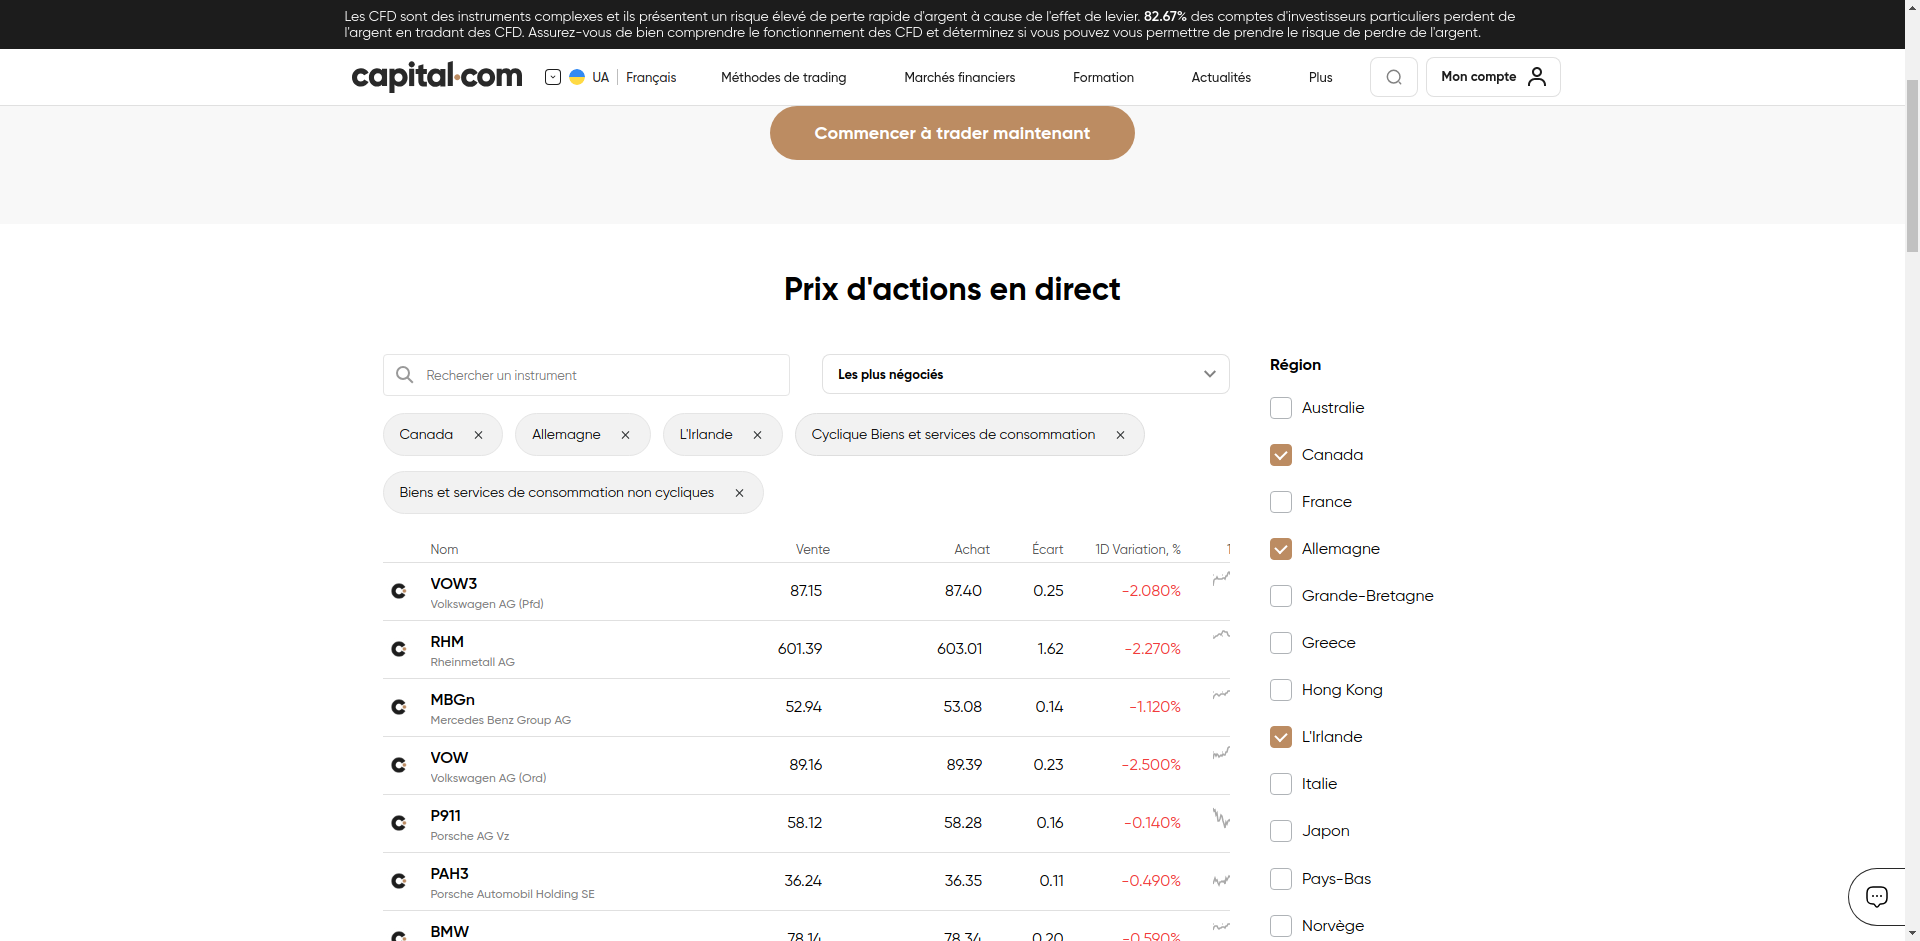 Les CFD sont des instruments complexes et ils présentent un risque élevé de perte rapide d'argent à cause de l'effet de levier. 82.67% des comptes d'investisseurs particuliers perdent de
l'argent en tradant des CFD. Assurez-vous de bien comprendre le fonctionnement des CFD et déterminez si vous pouvez vous permettre de prendre le risque de perdre de l'argent.
capital.com UA Français Méthodes de trading Marchés financiers Formation Actualités Plus Mon compte
Commencer à trader maintenant
Prix d'actions en direct
Rechercher un instrument
Les plus négociés
Canada Allemagne L'Irlande Cyclique Biens et services de consommation
Biens et services de consommation non cycliques
Nom Vente Achat Écart 1D Variation, % 1
VOW3 87.15 87.40 0.25 -2.080%
Volkswagen AG (Pfd)
RHM 601.39 603.01 1.62 -2.270%
Rheinmetall AG
MBGn 52.94 53.08 0.14 -1.120%
Mercedes Benz Group AG
VOW 89.16 89.39 0.23 -2.500%
Volkswagen AG (Ord)
P911 58.12 58.28 0.16 -0.140%
Porsche AG Vz
PAH3 36.24 36.35 0.11 -0.490%
Porsche Automobil Holding SE
BMW 78.14 78.34 0.20 -0.590%
Région
Australie
Canada
France
Allemagne
Grande-Bretagne
Greece
Hong Kong
L'Irlande
Italie
Japon
Pays-Bas
Norvège